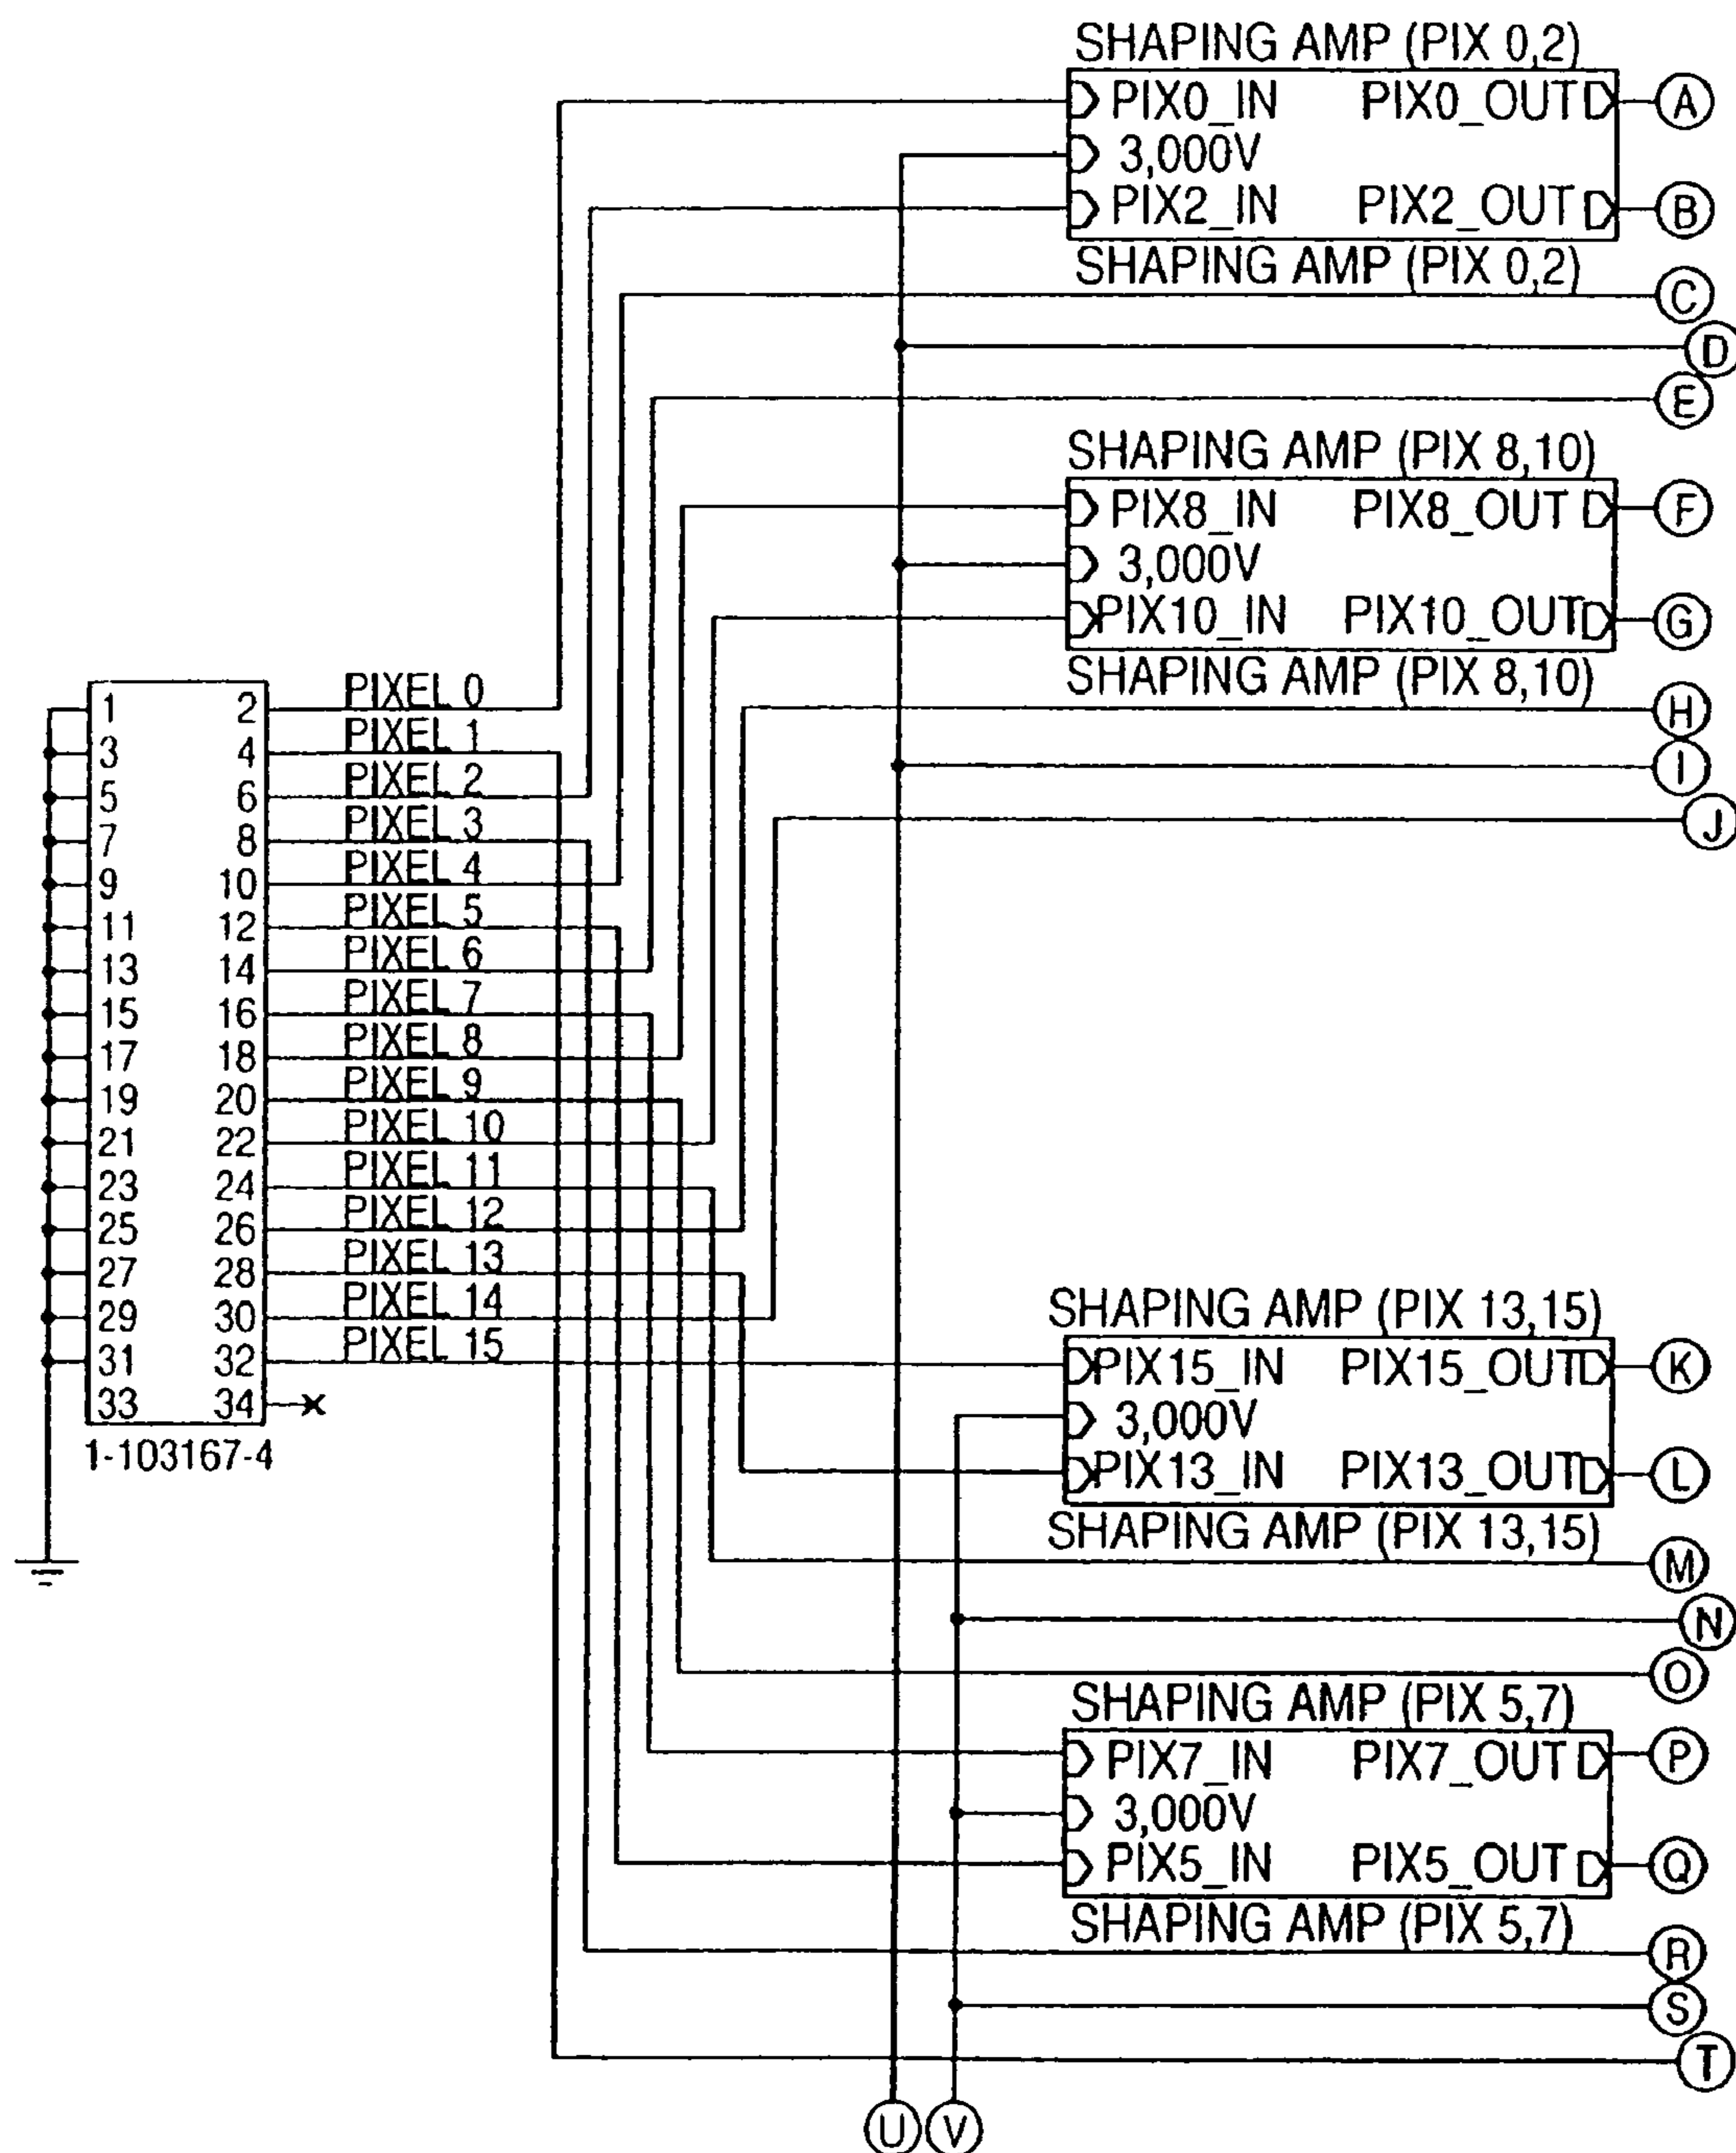 SHAPING AMP (PIX 0,2)
PIX0_IN PIX0_OUT A
3,000V
PIX2_IN PIX2_OUT B
SHAPING AMP (PIX 0,2)
C
D
E
SHAPING AMP (PIX 8,10)
PIX8_IN PIX8_OUT F
3,000V
PIX10_IN PIX10_OUT G
SHAPING AMP (PIX 8,10)
H
I
J
1 2 PIXEL 0
3 4 PIXEL 1
5 6 PIXEL 2
7 8 PIXEL 3
9 10 PIXEL 4
11 12 PIXEL 5
13 14 PIXEL 6
15 16 PIXEL 7
17 18 PIXEL 8
19 20 PIXEL 9
21 22 PIXEL 10
23 24 PIXEL 11
25 26 PIXEL 12
27 28 PIXEL 13
29 30 PIXEL 14
31 32 PIXEL 15
33 34
1-103167-4
SHAPING AMP (PIX 13,15)
PIX15_IN PIX15_OUT K
3,000V
PIX13_IN PIX13_OUT L
SHAPING AMP (PIX 13,15)
M
N
O
SHAPING AMP (PIX 5,7)
PIX7_IN PIX7_OUT P
3,000V
PIX5_IN PIX5_OUT Q
SHAPING AMP (PIX 5,7)
R
S
T
U V